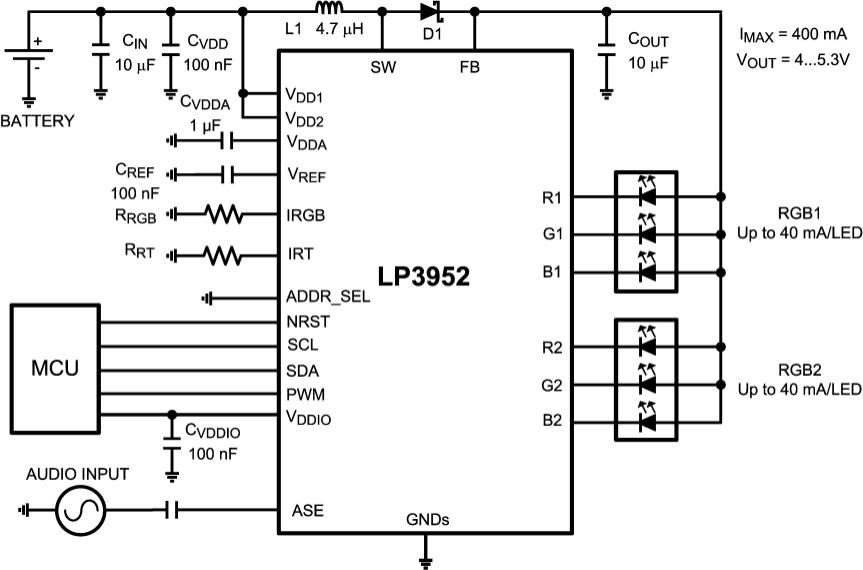 +
-
BATTERY
CIN
10 µF
CVDD
100 nF
L1 4.7 µH
D1
SW
FB
COUT
10 µF
IMAX = 400 mA
VOUT = 4...5.3V
CVDDA
1 µF
VDD1
VDD2
VDDA
CREF
100 nF
VREF
RRGB
IRGB
RRT
IRT
ADDR_SEL
LP3952
MCU
NRST
SCL
SDA
PWM
VDDIO
CVDDIO
100 nF
AUDIO INPUT
ASE
GNDs
R1
G1
B1
RGB1
Up to 40 mA/LED
R2
G2
B2
RGB2
Up to 40 mA/LED